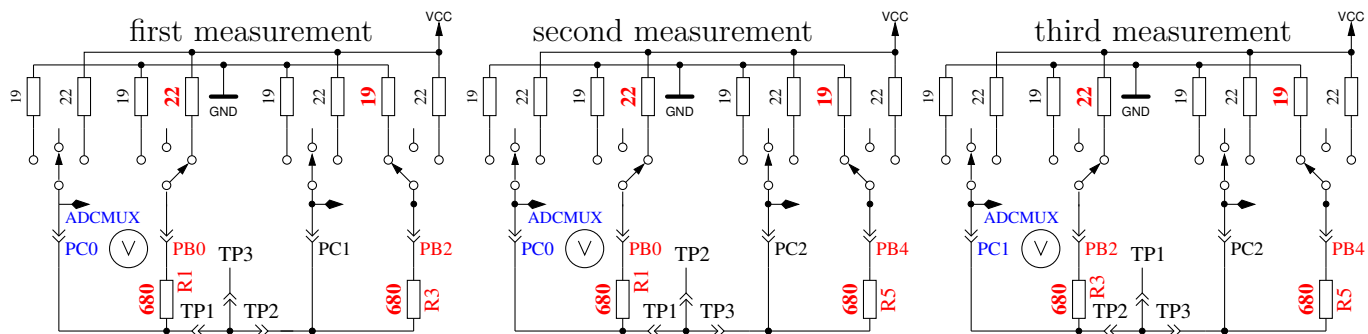 first measurement
VCC
19
22
19
22
GND
19
22
19
22
ADCMUX
PC0
V
PB0
TP3
PC1
PB2
680
R1
TP1
TP2
680
R3
second measurement
VCC
19
22
19
22
GND
19
22
19
22
ADCMUX
PC0
V
PB0
TP2
PC2
PB4
680
R1
TP1
TP3
680
R5
third measurement
VCC
19
22
19
22
GND
19
22
19
22
ADCMUX
PC1
V
PB2
TP1
PC2
PB4
680
R3
TP2
TP3
680
R5